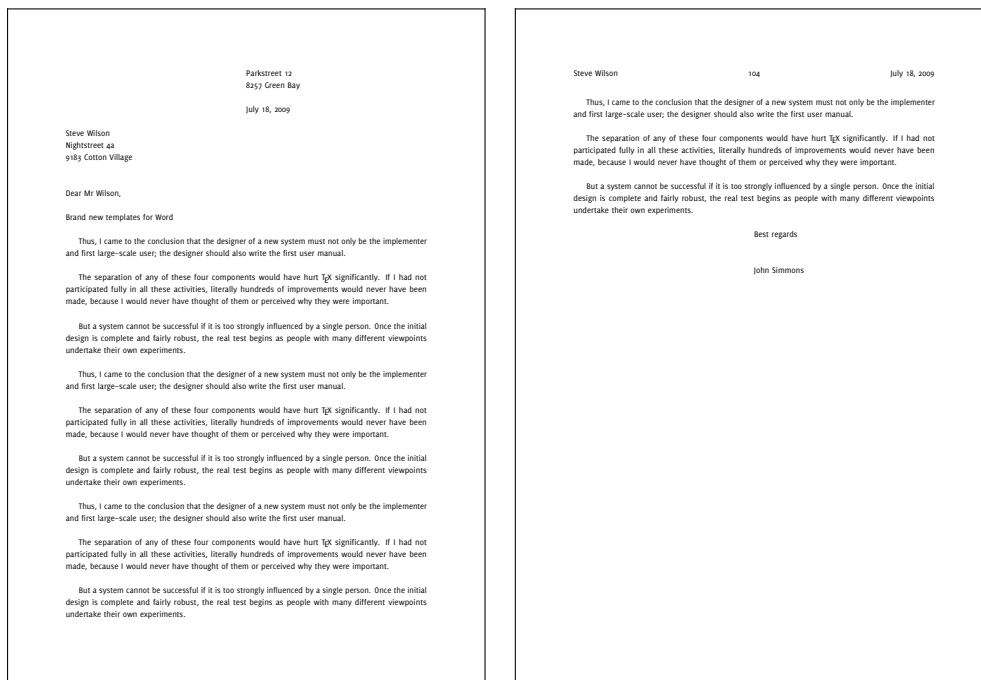 Parkstreet 12
8257 Green Bay
July 18, 2009
Steve Wilson
Nightstreet 4a
9183 Cotton Village
Dear Mr Wilson,
Brand new templates for Word
Thus, I came to the conclusion that the designer of a new system must not only be the implementer
and first large–scale user; the designer should also write the first user manual.
The separation of any of these four components would have hurt TEX significantly. If I had not
participated fully in all these activities, literally hundreds of improvements would never have been
made, because I would never have thought of them or perceived why they were important.
But a system cannot be successful if it is too strongly influenced by a single person. Once the initial
design is complete and fairly robust, the real test begins as people with many different viewpoints
undertake their own experiments.
Thus, I came to the conclusion that the designer of a new system must not only be the implementer
and first large–scale user; the designer should also write the first user manual.
The separation of any of these four components would have hurt TEX significantly. If I had not
participated fully in all these activities, literally hundreds of improvements would never have been
made, because I would never have thought of them or perceived why they were important.
But a system cannot be successful if it is too strongly influenced by a single person. Once the initial
design is complete and fairly robust, the real test begins as people with many different viewpoints
undertake their own experiments.
Thus, I came to the conclusion that the designer of a new system must not only be the implementer
and first large–scale user; the designer should also write the first user manual.
The separation of any of these four components would have hurt TEX significantly. If I had not
participated fully in all these activities, literally hundreds of improvements would never have been
made, because I would never have thought of them or perceived why they were important.
But a system cannot be successful if it is too strongly influenced by a single person. Once the initial
design is complete and fairly robust, the real test begins as people with many different viewpoints
undertake their own experiments.
Steve Wilson 104 July 18, 2009
Thus, I came to the conclusion that the designer of a new system must not only be the implementer
and first large–scale user; the designer should also write the first user manual.
The separation of any of these four components would have hurt TEX significantly. If I had not
participated fully in all these activities, literally hundreds of improvements would never have been
made, because I would never have thought of them or perceived why they were important.
But a system cannot be successful if it is too strongly influenced by a single person. Once the initial
design is complete and fairly robust, the real test begins as people with many different viewpoints
undertake their own experiments.
Best regards
John Simmons